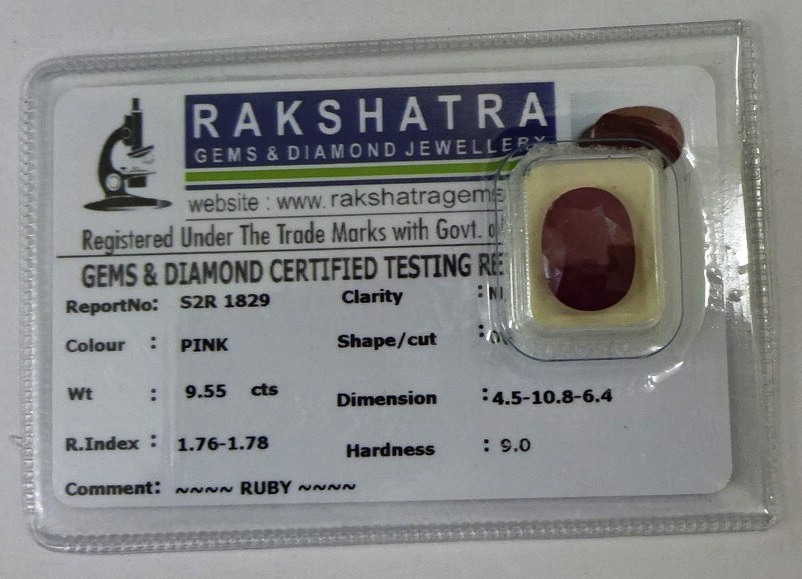 RAKSHATRA
GEMS & DIAMOND JEWELLERY
website : www. rakshatragems
Registered Under The Trade Marks with Govt.
GEMS & DIAMOND CERTIFIED TESTING
ReportNo: S2R 1829 Clarity :
Colour : PINK Shape/cut :
Wt : 9.55 cts Dimension :4.5-10.8-6.4
R.Index : 1.76-1.78 Hardness : 9.0
Comment: ~~~~ RUBY ~~~~